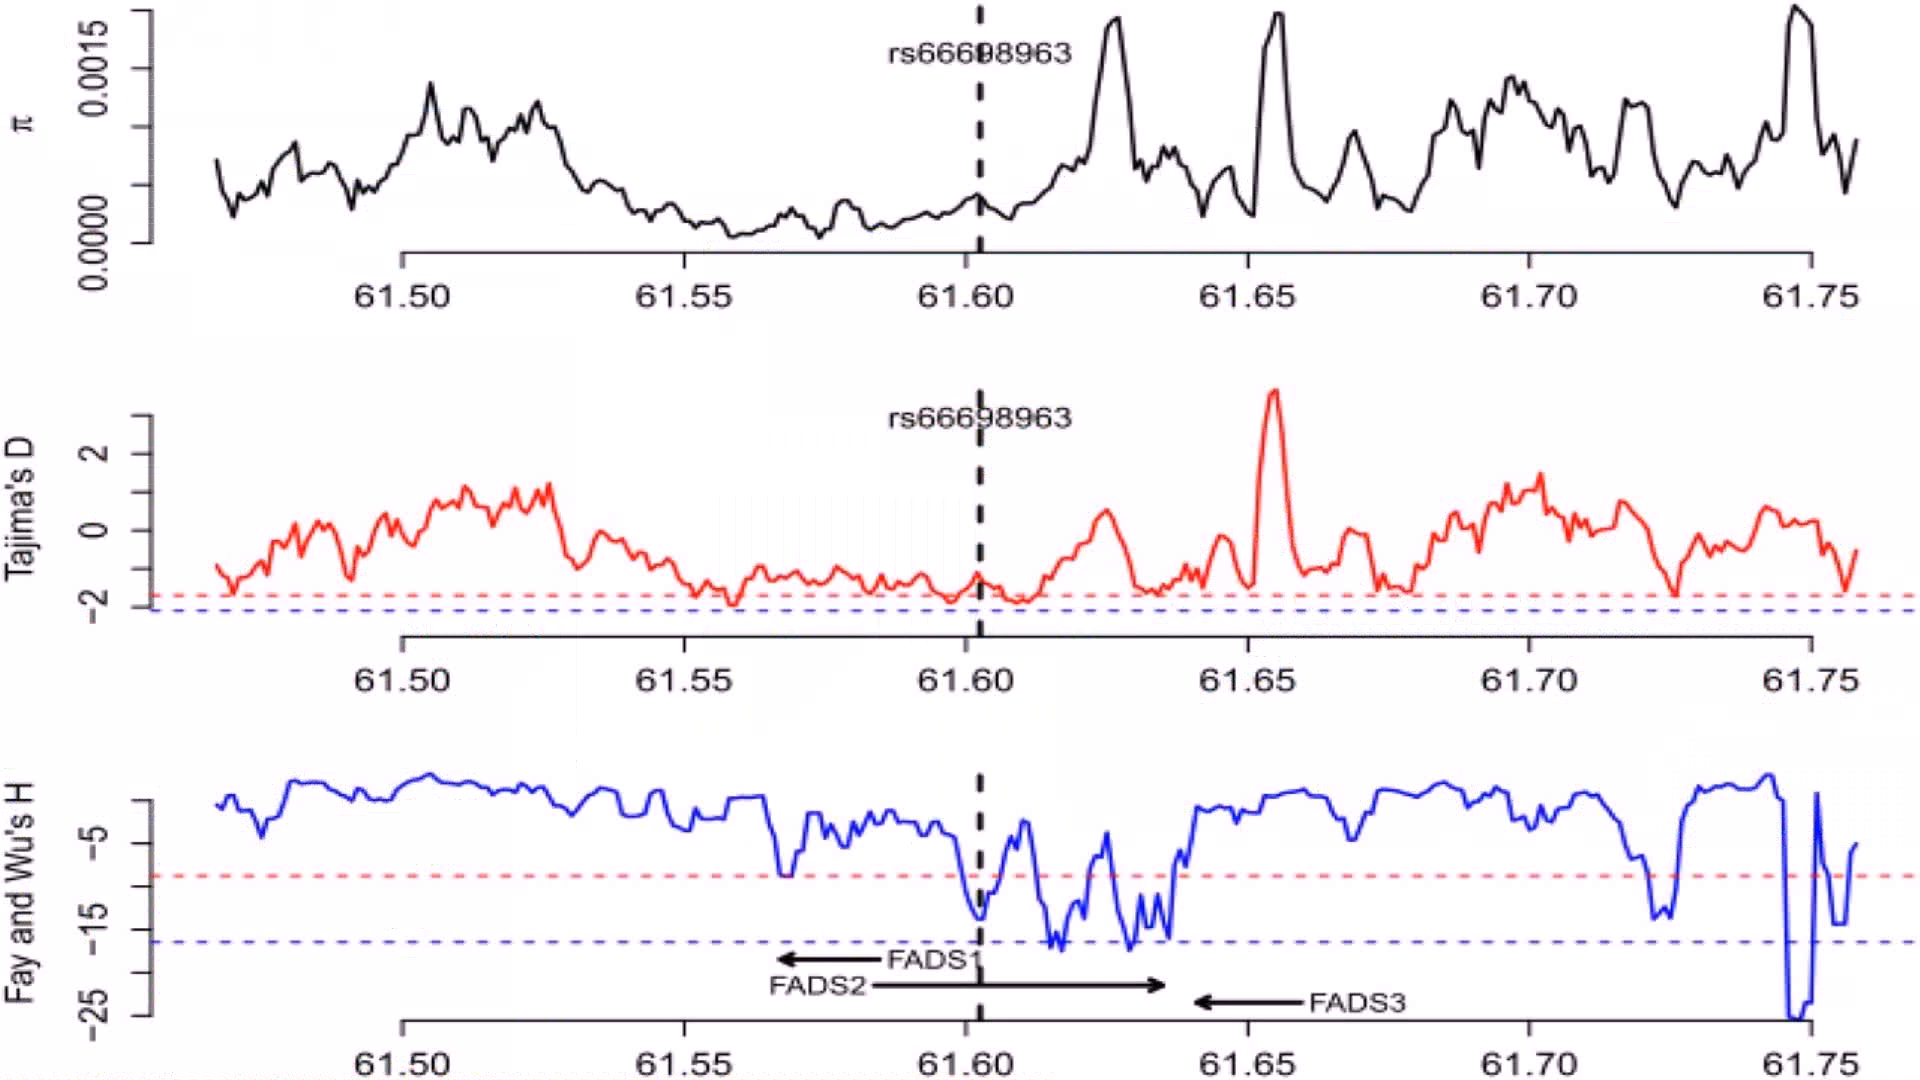 π
0.0000
0.0015
rs66698963
61.50 61.55 61.60 61.65 61.70 61.75
Tajima's D
−2 0 2
rs66698963
61.50 61.55 61.60 61.65 61.70 61.75
Fay and Wu's H
−25 −15 −5
FADS1
FADS2
FADS3
61.50 61.55 61.60 61.65 61.70 61.75